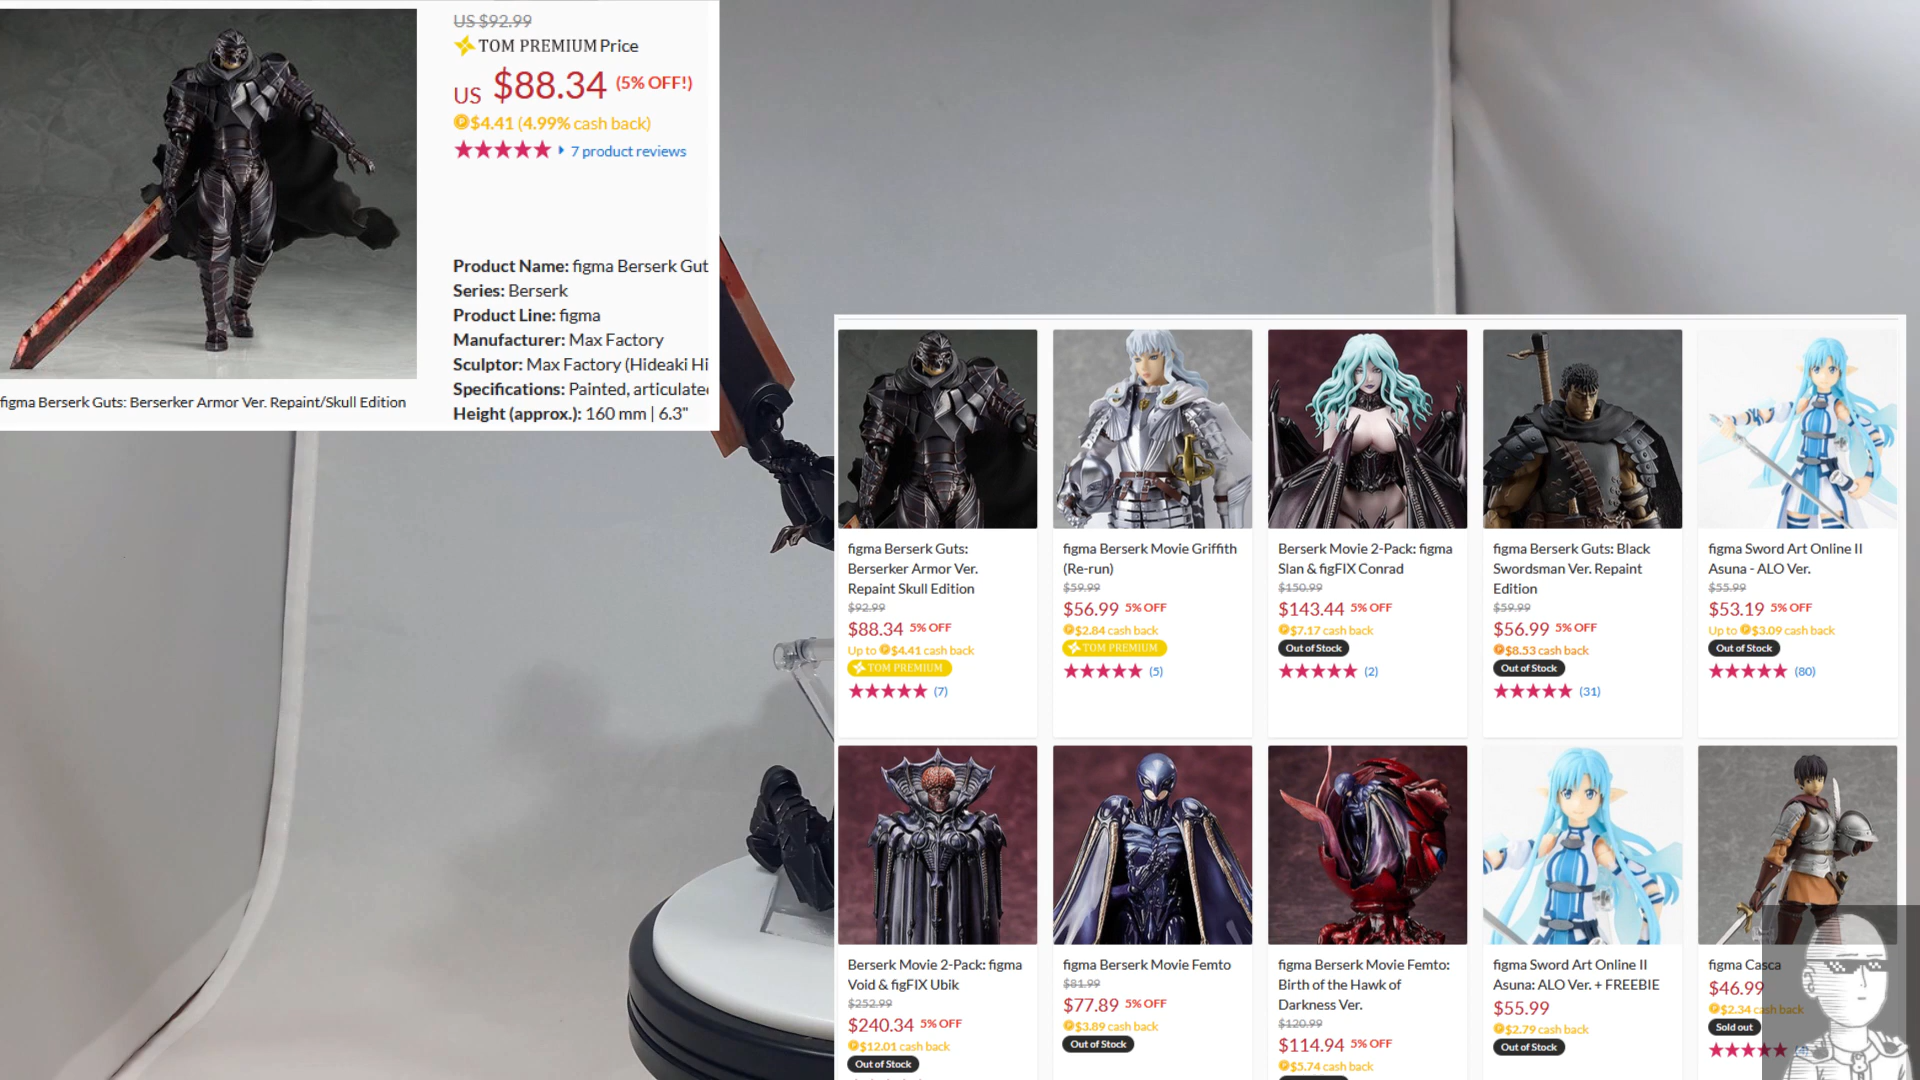 US $92.99
TOM PREMIUM Price
US $88.34 (5% OFF!)
$4.41 (4.99% cash back)
7 product reviews
Product Name: figma Berserk Gut
Series: Berserk
Product Line: figma
Manufacturer: Max Factory
Sculptor: Max Factory (Hideaki Hi
Specifications: Painted, articulated
Height (approx.): 160 mm | 6.3"
figma Berserk Guts: Berserker Armor Ver. Repaint/Skull Edition
figma Berserk Guts:
Berserker Armor Ver.
Repaint Skull Edition
$92.99
$88.34 5% OFF
Up to $4.41 cash back
TOM PREMIUM
(7)
figma Berserk Movie Griffith
(Re-run)
$59.99
$56.99 5% OFF
$2.84 cash back
TOM PREMIUM
(5)
Berserk Movie 2-Pack: figma
Slan & figFIX Conrad
$150.99
$143.44 5% OFF
$7.17 cash back
Out of Stock
(2)
figma Berserk Guts: Black
Swordsman Ver. Repaint
Edition
$59.99
$56.99 5% OFF
$8.53 cash back
Out of Stock
(31)
figma Sword Art Online II
Asuna - ALO Ver.
$55.99
$53.19 5% OFF
Up to $3.09 cash back
Out of Stock
(80)
Berserk Movie 2-Pack: figma
Void & figFIX Ubik
$252.99
$240.34 5% OFF
$12.01 cash back
Out of Stock
figma Berserk Movie Femto
$81.99
$77.89 5% OFF
$3.89 cash back
Out of Stock
figma Berserk Movie Femto:
Birth of the Hawk of
Darkness Ver.
$120.99
$114.94 5% OFF
$5.74 cash back
figma Sword Art Online II
Asuna: ALO Ver. + FREEBIE
$55.99
$2.79 cash back
Out of Stock
figma Casca
$46.99
$2.34 cash back
Sold out